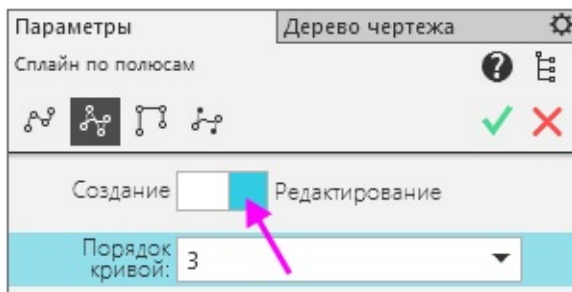 Параметры
Дерево чертежа
Сплайн по полюсам
Создание
Редактирование
Порядок
кривой:
3